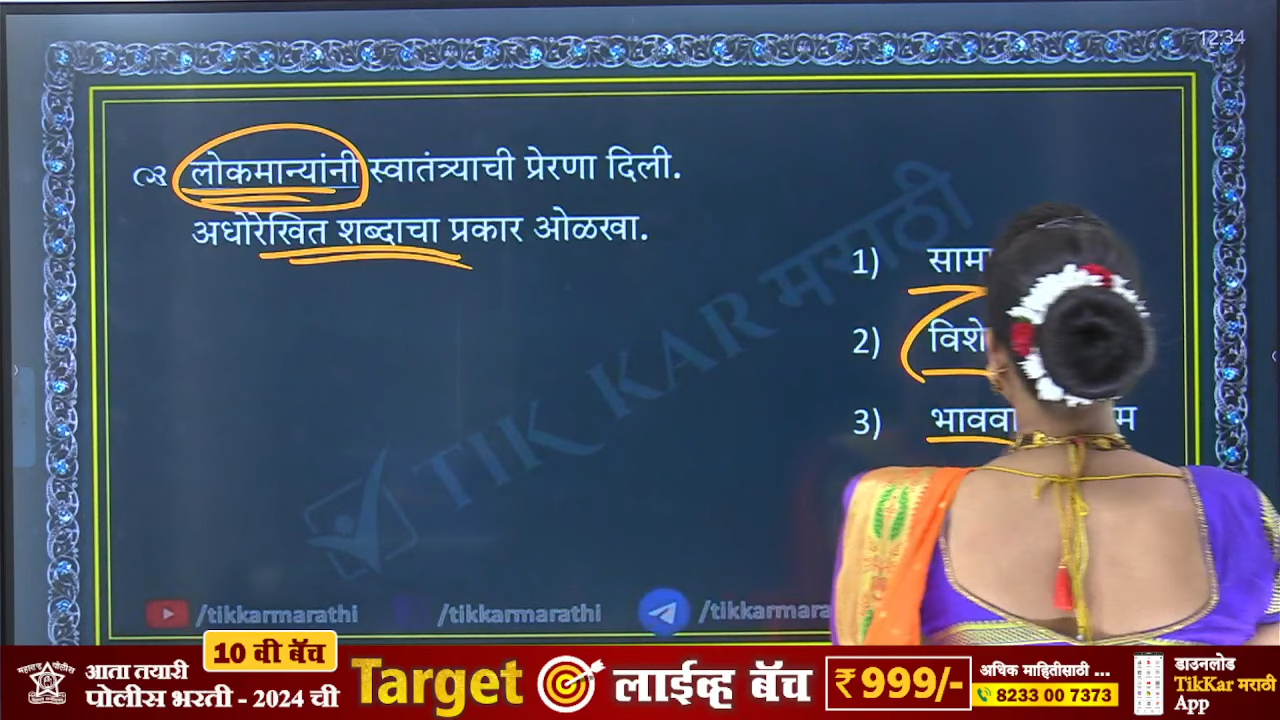 12:34
लोकमान्यांनी स्वातंत्र्याची प्रेरणा दिली.
अधोरेखित शब्दाचा प्रकार ओळखा.
1)
2)
3)
TIK KAR मराठी
/tikkarmarathi /tikkarmarathi /tikkarmara
10 वी बॅच
आता तयारी
पोलीस भरती - 2024 ची
Target लाईव्ह बॅच
₹ 999/-
अधिक माहितीसाठी ...
8233 00 7373
डाउनलोड
TikKar मराठी
App